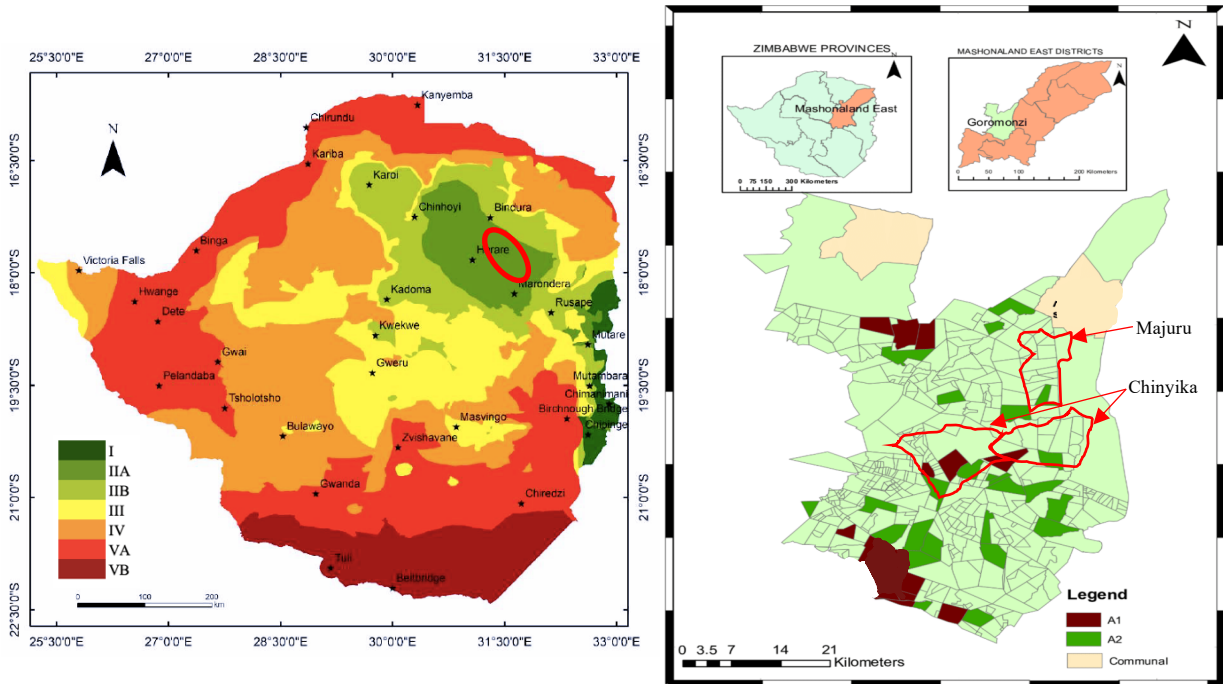 25°30'0"E 27°0'0"E 28°30'0"E 30°0'0"E 31°30'0"E 33°0'0"E
16°30'0"S
18°0'0"S
19°30'0"S
21°0'0"S
22°30'0"S
N
Kanyemba
Chirundu
Kariba
Karoi
Chinhoyi
Bindura
Binga
Harare
Victoria Falls
Hwange
Kadoma
Marondera
Rusape
Dete
Kwekwe
Mutare
Gwai
Gweru
Pelandaba
Mutambara
Chimanimani
Tsholotsho
Birchnough Bridge
Masvingo
Bulawayo
Chipinge
Zvishavane
Gwanda
Chiredzi
Tuli
Beitbridge
I
IIA
IIB
III
IV
VA
VB
0 100 200
km
16°30'0"S
18°0'0"S
19°30'0"S
21°0'0"S
22°30'0"S
25°30'0"E 27°0'0"E 28°30'0"E 30°0'0"E 31°30'0"E 33°0'0"E
N
ZIMBABWE PROVINCES
N
Mashonaland East
0 75 150 300 Kilometers
MASHONALAND EAST DISTRICTS
N
Goromonzi
0 50 100 200
Kilometers
Majuru
Chinyika
Legend
A1
A2
Communal
0 3.5 7 14 21
Kilometers